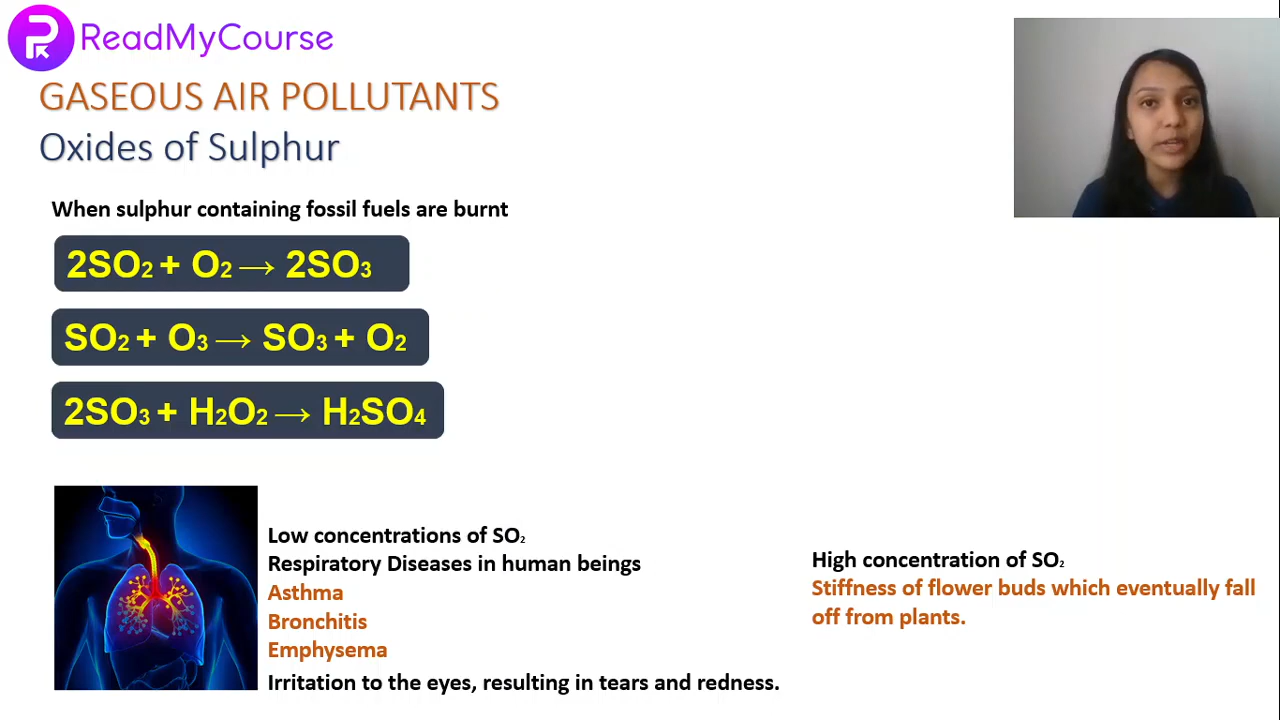 ReadMyCourse
GASEOUS AIR POLLUTANTS
Oxides of Sulphur
When sulphur containing fossil fuels are burnt
2SO₂ + O₂ → 2SO₃
SO₂ + O₃ → SO₃ + O₂
2SO₃ + H₂O₂ → H₂SO₄
Low concentrations of SO₂
Respiratory Diseases in human beings
Asthma
Bronchitis
Emphysema
Irritation to the eyes, resulting in tears and redness.
High concentration of SO₂
Stiffness of flower buds which eventually fall
off from plants.